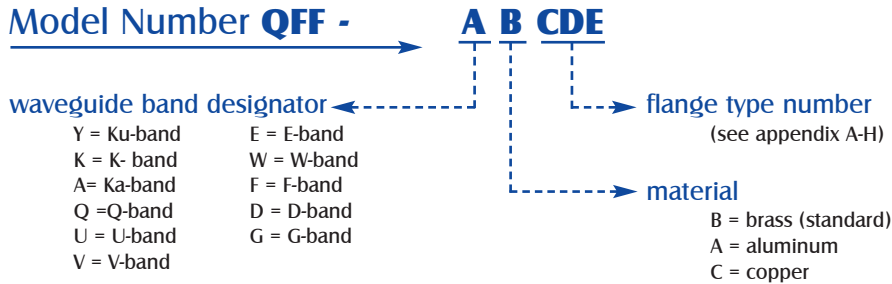 Model Number QFF - A B CDE
waveguide band designator
Y = Ku-band
K = K- band
A= Ka-band
Q =Q-band
U = U-band
V = V-band
E = E-band
W = W-band
F = F-band
D = D-band
G = G-band
flange type number
(see appendix A-H)
material
B = brass (standard)
A = aluminum
C = copper